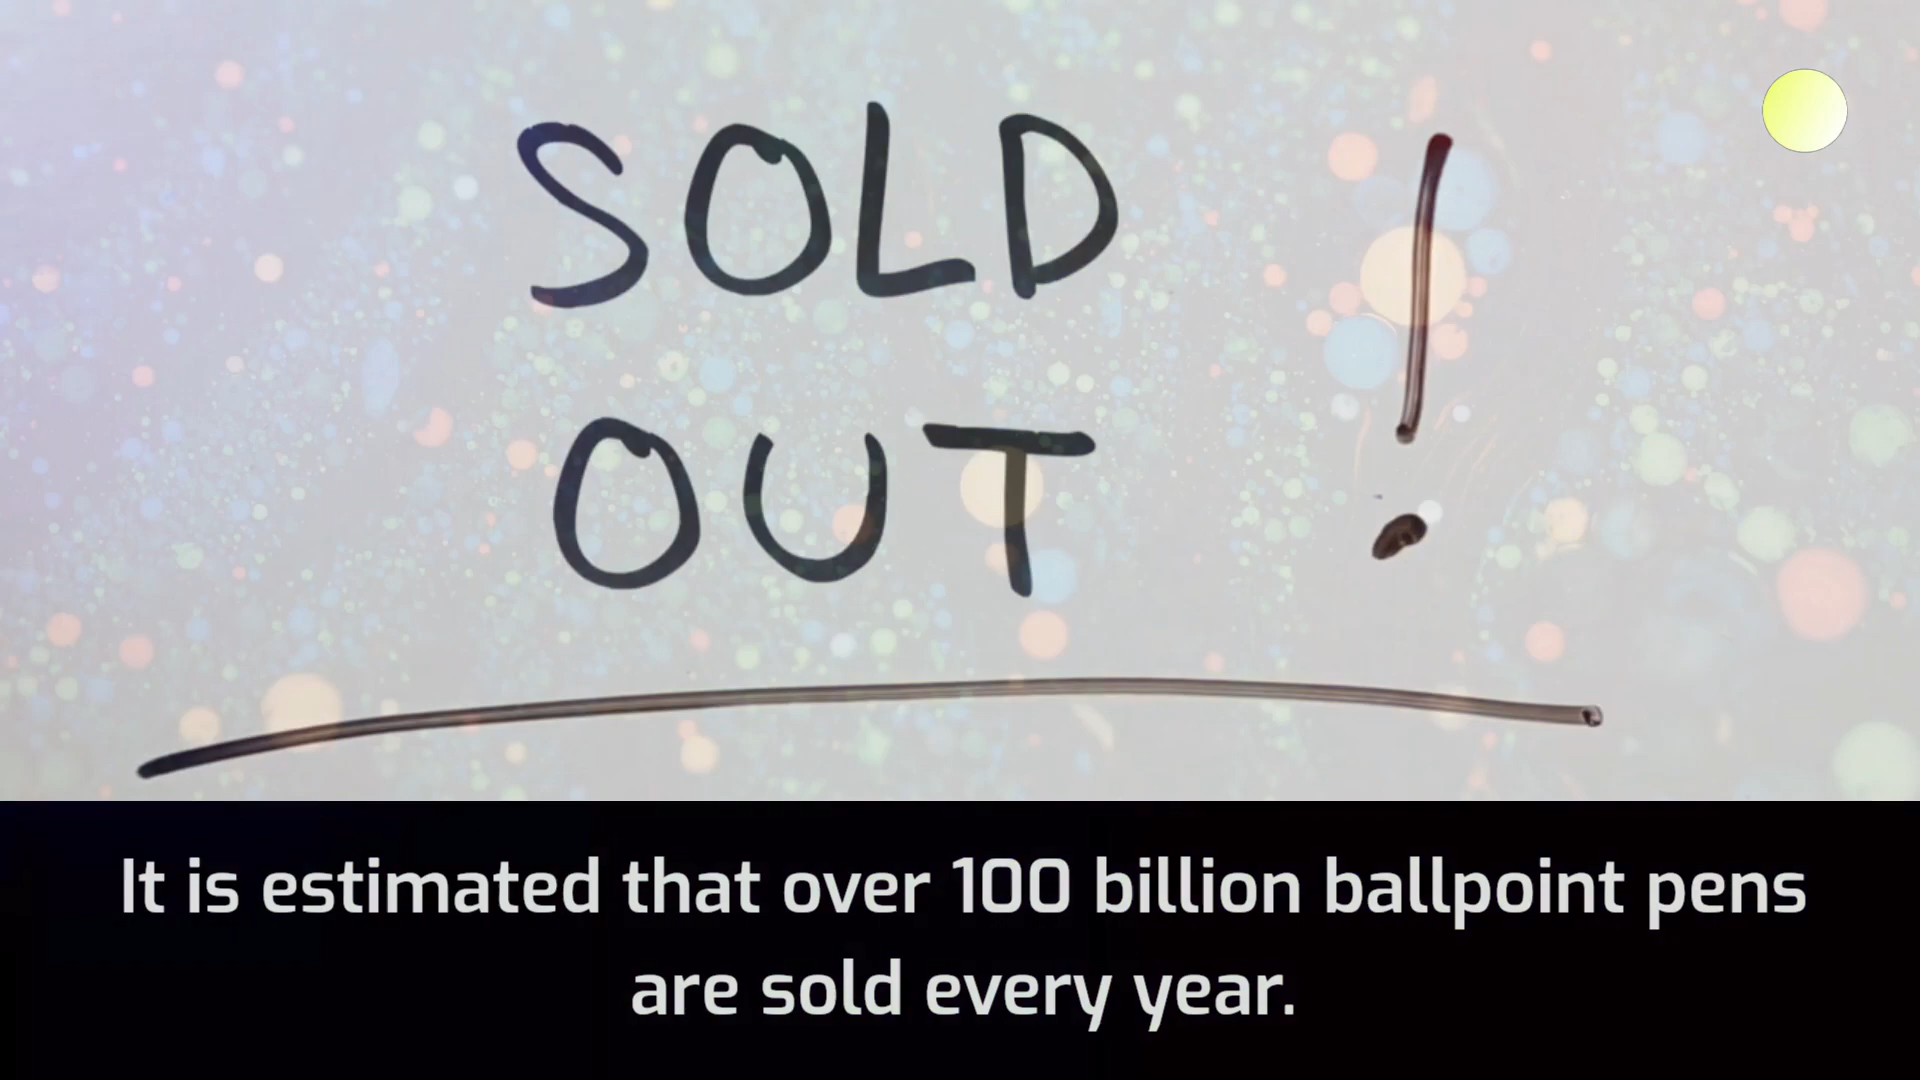 SOLD !
OUT
It is estimated that over 100 billion ballpoint pens
are sold every year.